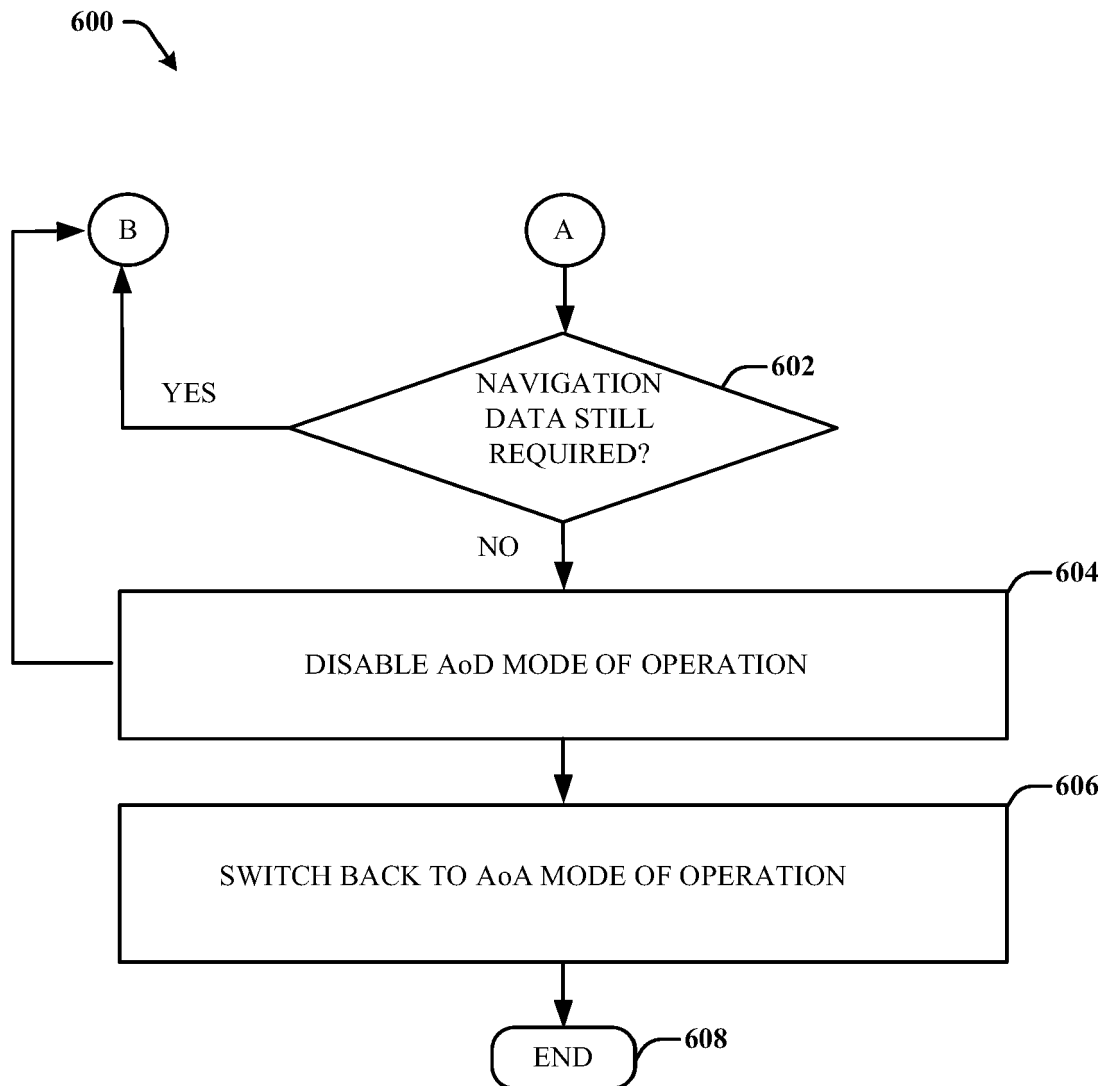 600
B
A
602
NAVIGATION
DATA STILL
REQUIRED?
YES
NO
604
DISABLE AoD MODE OF OPERATION
606
SWITCH BACK TO AoA MODE OF OPERATION
END
608